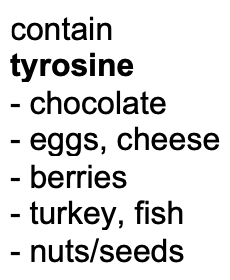 contain
tyrosine
- chocolate
- eggs, cheese
- berries
- turkey, fish
- nuts/seeds